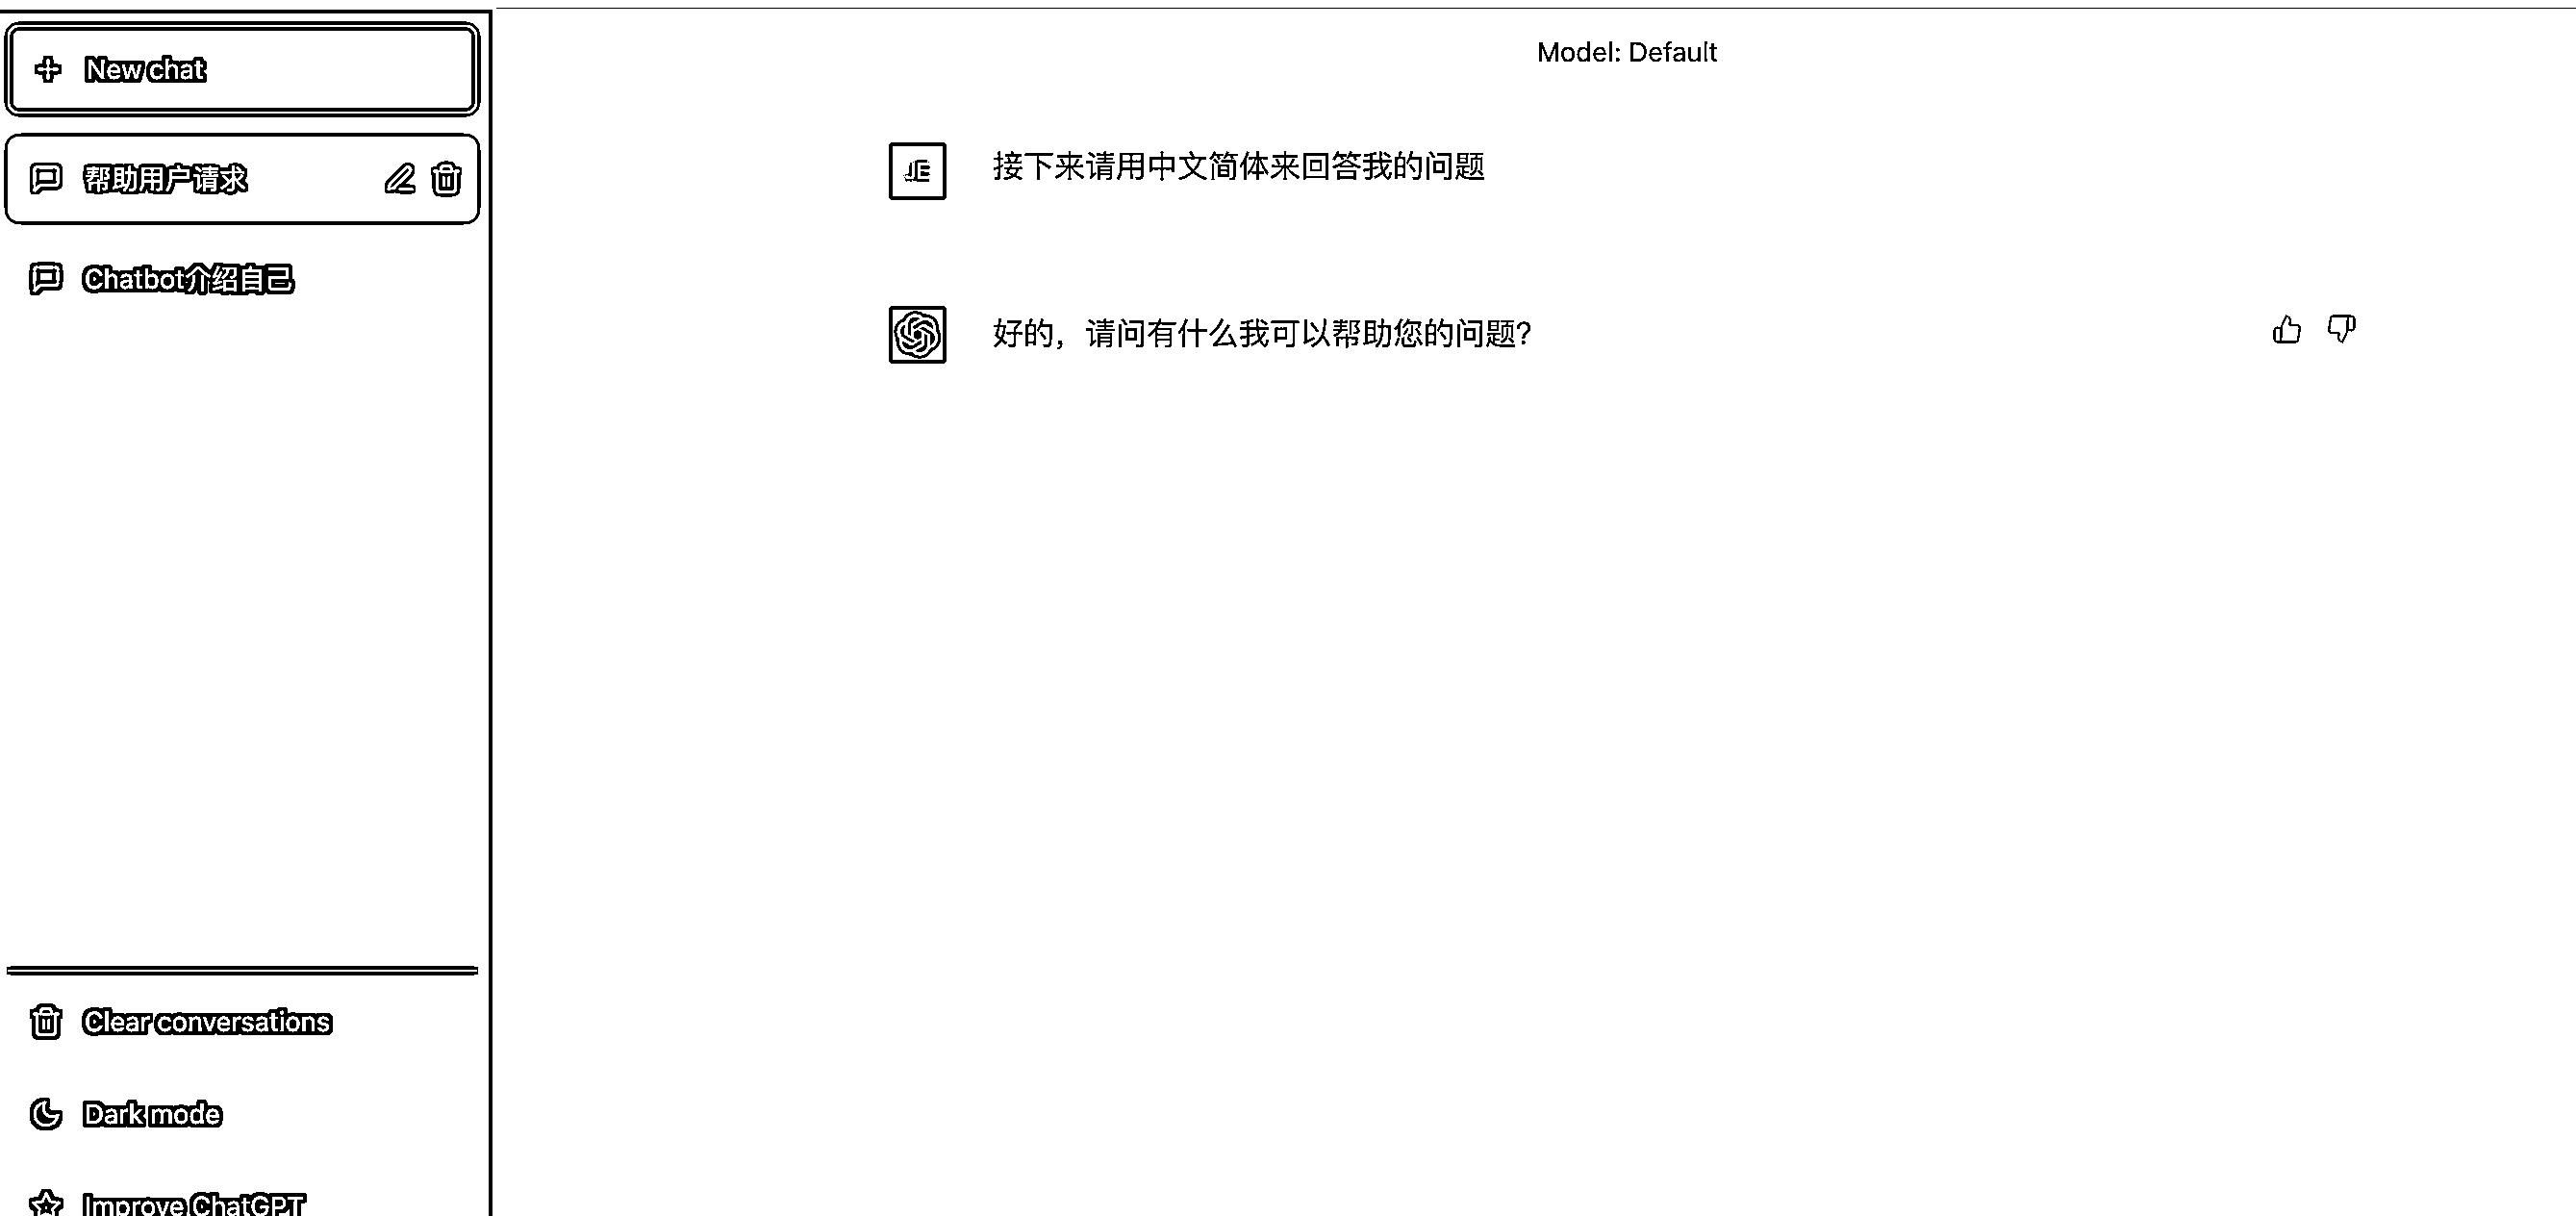 New chat
帮助用户请求
Chatbot介绍自己
Clear conversations
Dark mode
Improve ChatGPT
Model: Default
接下来请用中文简体来回答我的问题
好的，请问有什么我可以帮助您的问题？